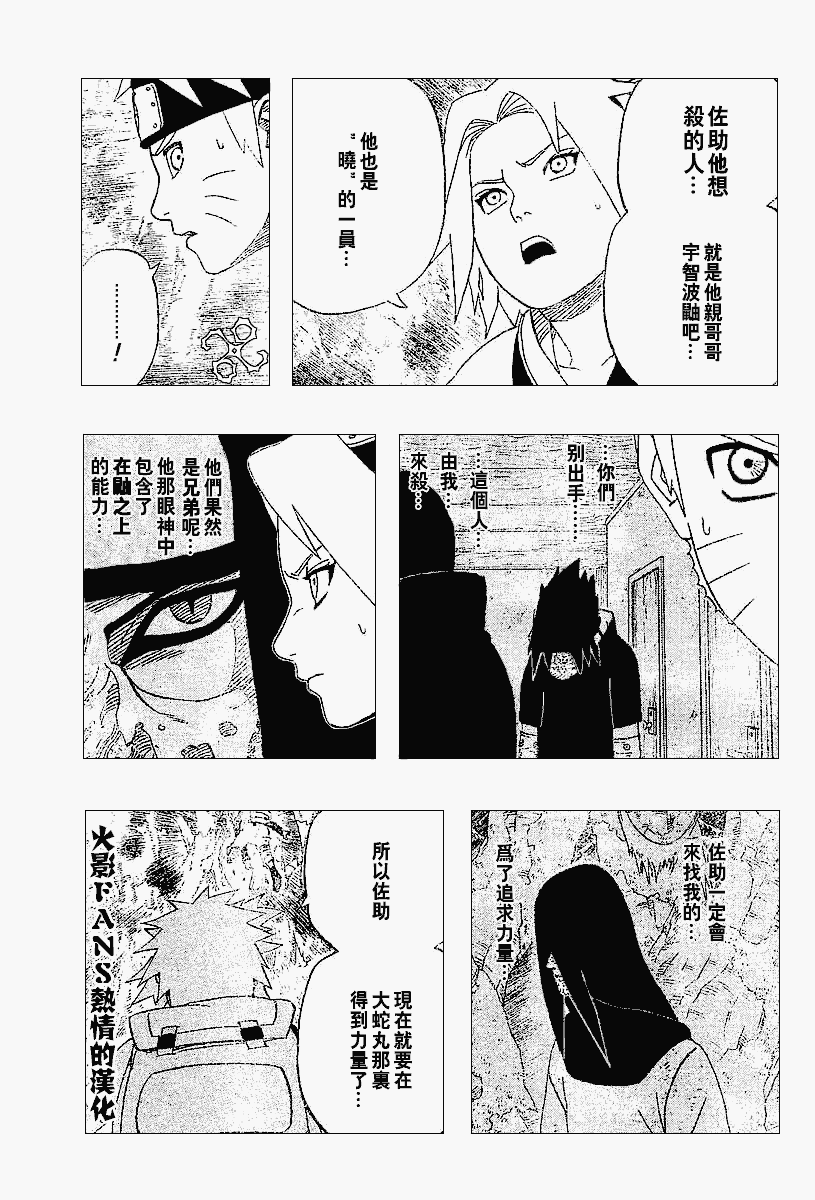 佐助他想
殺的人…
就是他親哥哥
宇智波鼬吧…
他也是
"曉"的一員…
………!
…你們
別出手……
…這個人…
由我…
來殺…
他們果然
是兄弟呢…
他那眼神中
包含了
在鼬之上
的能力…
佐助一定會
來找我的…
爲了追求力量…
所以佐助
現在就要在
大蛇丸那裏
得到力量了…
火影FANS熱情的漢化